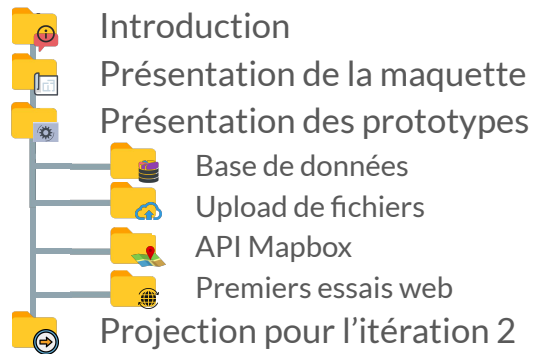 Introduction
Présentation de la maquette
Présentation des prototypes
Base de données
Upload de fichiers
API Mapbox
Premiers essais web
Projection pour l’itération 2